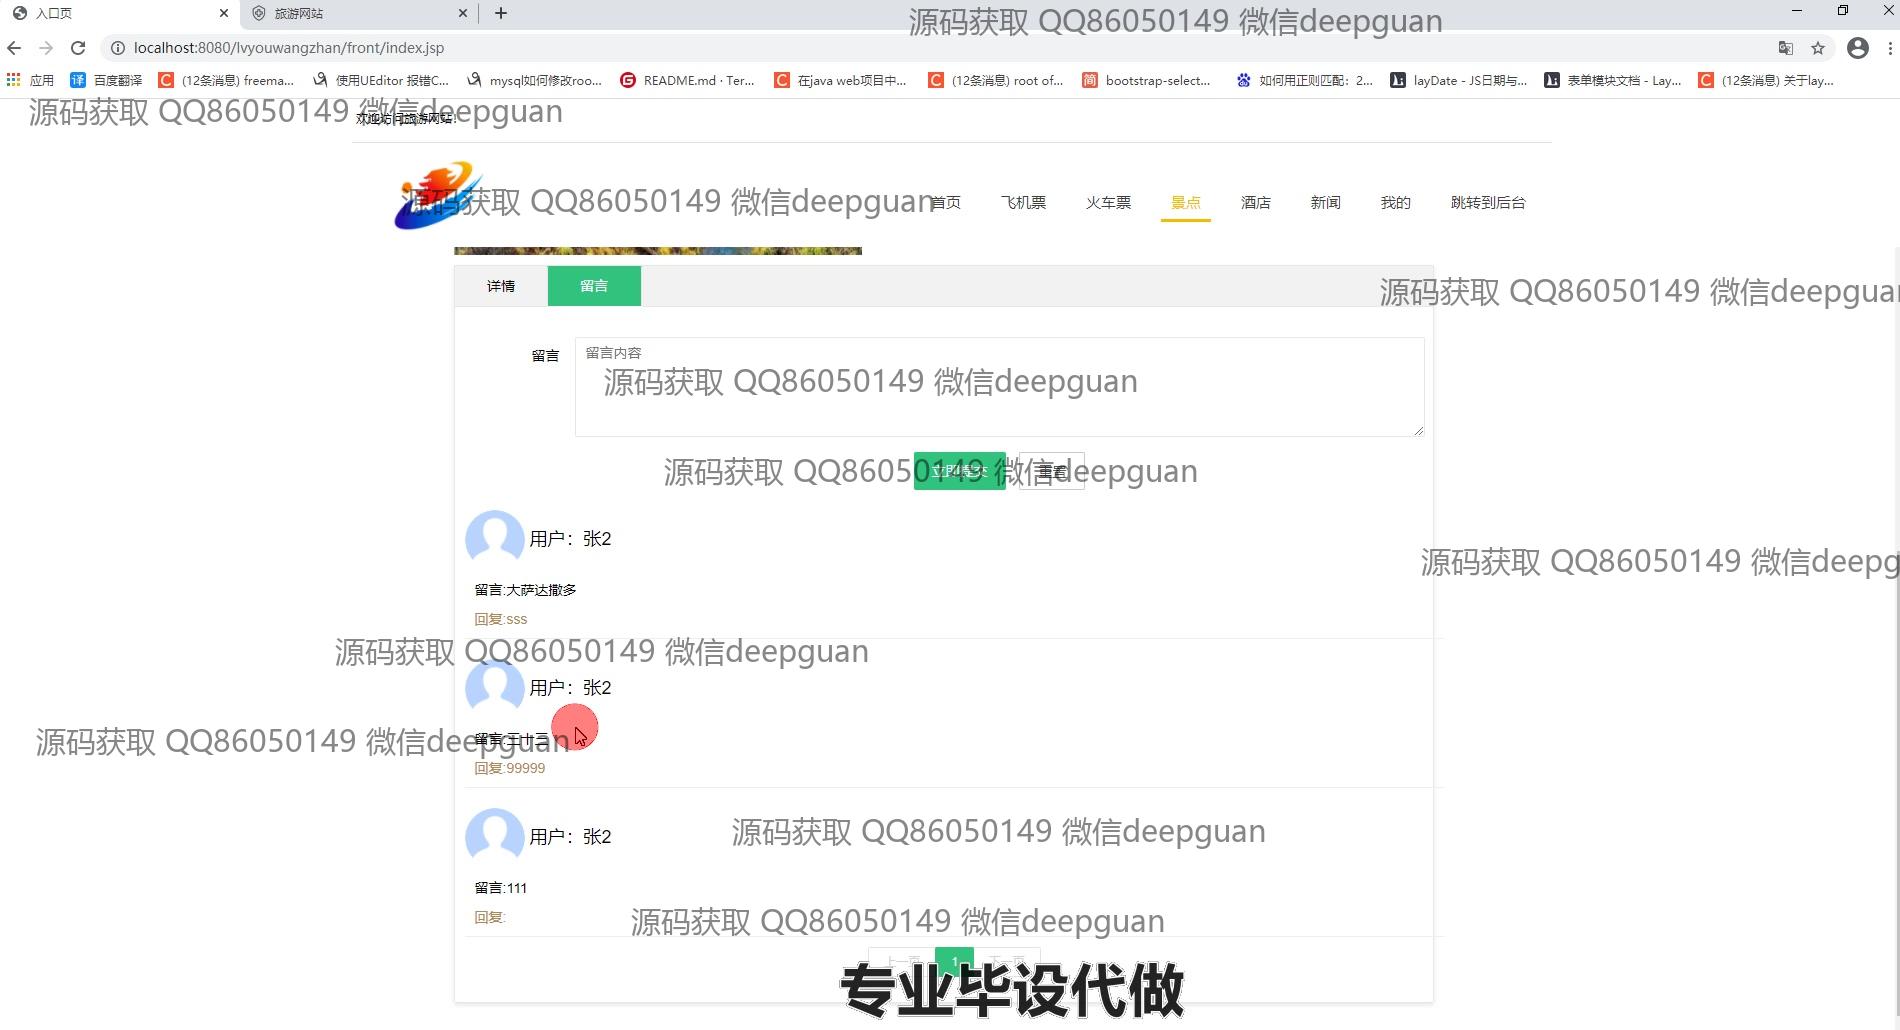 入口页
旅游网站
源码获取 QQ86050149 微信deepguan
localhost:8080/lvyouwangzhan/front/index.jsp
应用
百度翻译
(12条消息) freema...
使用UEditor 报错C...
mysql如何修改roo...
README.md · Ter...
在java web项目中...
(12条消息) root of...
bootstrap-select...
如何用正则匹配：2...
layDate - JS日期与...
表单模块文档 - Lay...
(12条消息) 关于lay...
源码获取 QQ86050149 微信deepguan
欢迎访问旅游网站!
源码获取 QQ86050149 微信deepguan
首页
飞机票
火车票
景点
酒店
新闻
我的
跳转到后台
详情
留言
源码获取 QQ86050149 微信deepguan
留言
留言内容
源码获取 QQ86050149 微信deepguan
源码获取 QQ86050149 微信deepguan
立即提交
重置
用户：张2
源码获取 QQ86050149 微信deepg
留言:大萨达撒多
回复:sss
源码获取 QQ86050149 微信deepguan
用户：张2
源码获取 QQ86050149 微信deepguan
留言:三十三
回复:99999
用户：张2
源码获取 QQ86050149 微信deepguan
留言:111
回复:
源码获取 QQ86050149 微信deepguan
上一页
1
下一页
专业毕设代做